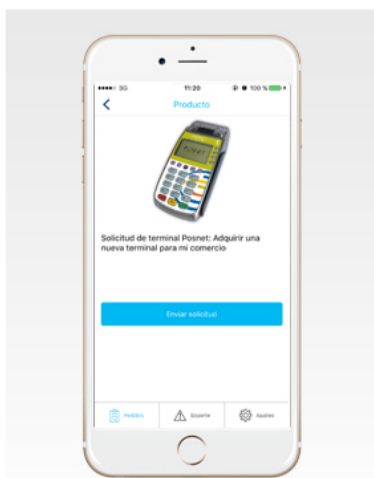 3G 11:20 100 %
Producto
POSNET
Solicitud de terminal Posnet: Adquirir una
nueva terminal para mi comercio
Enviar solicitud
Pedidos Soporte Ajustes